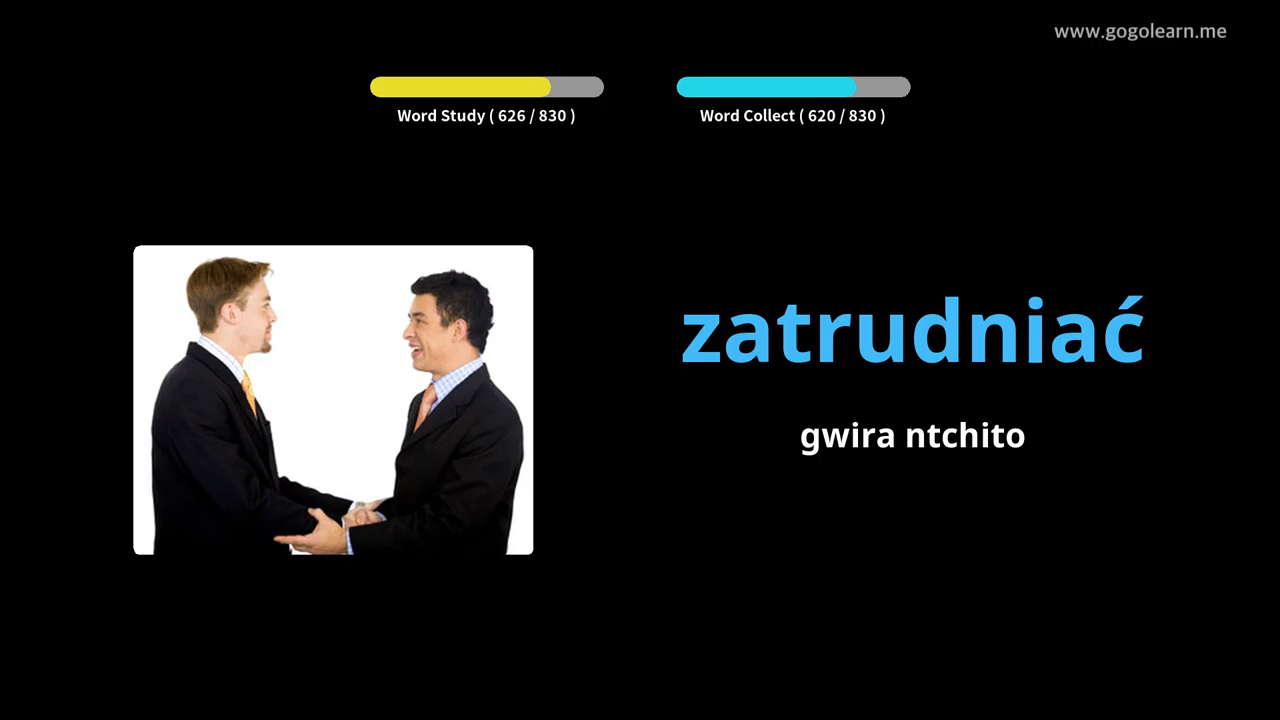 www.gogolearn.me
Word Study ( 626 / 830 )
Word Collect ( 620 / 830 )
zatrudniać
gwira ntchito